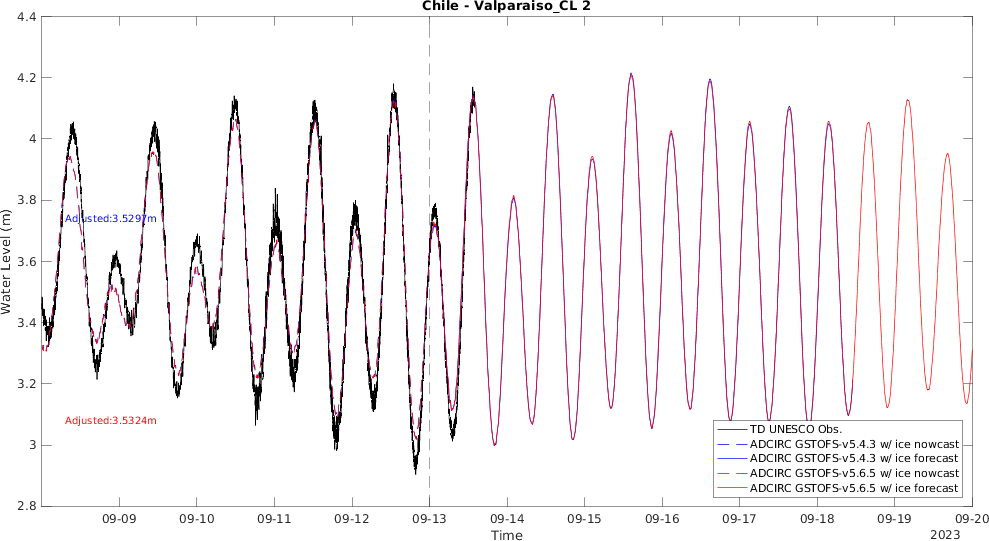 Chile - Valparaiso_CL 2
4.4
4.2
4
3.8
3.6
3.4
3.2
3
2.8
Water Level (m)
Adjusted:3.5297m
Adjusted:3.5324m
TD UNESCO Obs.
ADCIRC GSTOFS-v5.4.3 w/ ice nowcast
ADCIRC GSTOFS-v5.4.3 w/ ice forecast
ADCIRC GSTOFS-v5.6.5 w/ ice nowcast
ADCIRC GSTOFS-v5.6.5 w/ ice forecast
09-09 09-10 09-11 09-12 09-13 09-14 09-15 09-16 09-17 09-18 09-19 09-20
Time
2023